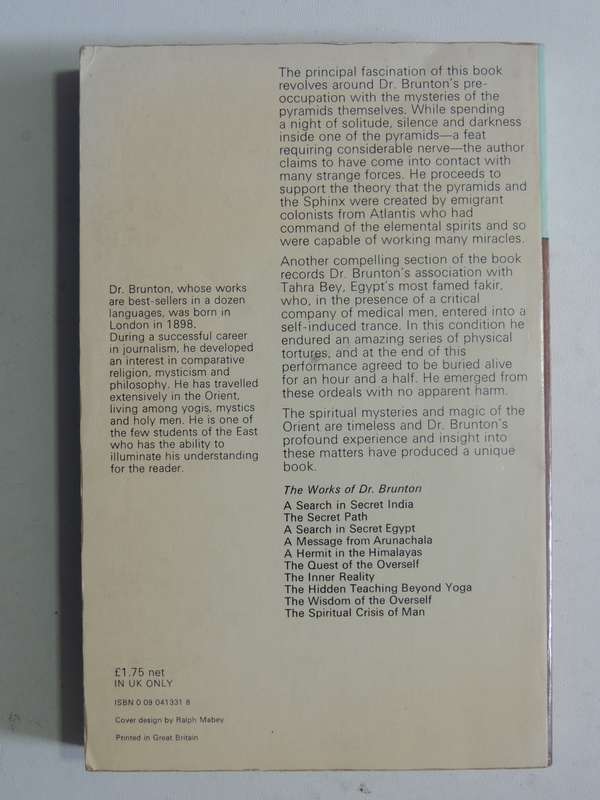 The principal fascination of this book
revolves around Dr. Brunton's pre-
occupation with the mysteries of the
pyramids themselves. While spending
a night of solitude, silence and darkness
inside one of the pyramids—a feat
requiring considerable nerve—the author
claims to have come into contact with
many strange forces. He proceeds to
support the theory that the pyramids and
the Sphinx were created by emigrant
colonists from Atlantis who had
command of the elemental spirits and so
were capable of working many miracles.
Another compelling section of the book
records Dr. Brunton's association with
Tahra Bey, Egypt's most famed fakir,
who, in the presence of a critical
company of medical men, entered into a
self-induced trance. In this condition he
endured an amazing series of physical
tortures, and at the end of this
performance agreed to be buried alive
for an hour and a half. He emerged from
these ordeals with no apparent harm.
The spiritual mysteries and magic of the
Orient are timeless and Dr. Brunton's
profound experience and insight into
these matters have produced a unique
book.
The Works of Dr. Brunton
A Search in Secret India
The Secret Path
A Search in Secret Egypt
A Message from Arunachala
A Hermit in the Himalayas
The Quest of the Overself
The Inner Reality
The Hidden Teaching Beyond Yoga
The Wisdom of the Overself
The Spiritual Crisis of Man
Dr. Brunton, whose works
are best-sellers in a dozen
languages, was born in
London in 1898.
During a successful career
in journalism, he developed
an interest in comparative
religion, mysticism and
philosophy. He has travelled
extensively in the Orient,
living among yogis, mystics
and holy men. He is one of
the few students of the East
who has the ability to
illuminate his understanding
for the reader.
£1.75 net
IN UK ONLY
ISBN 0 09 041331 8
Cover design by Ralph Mabey
Printed in Great Britain